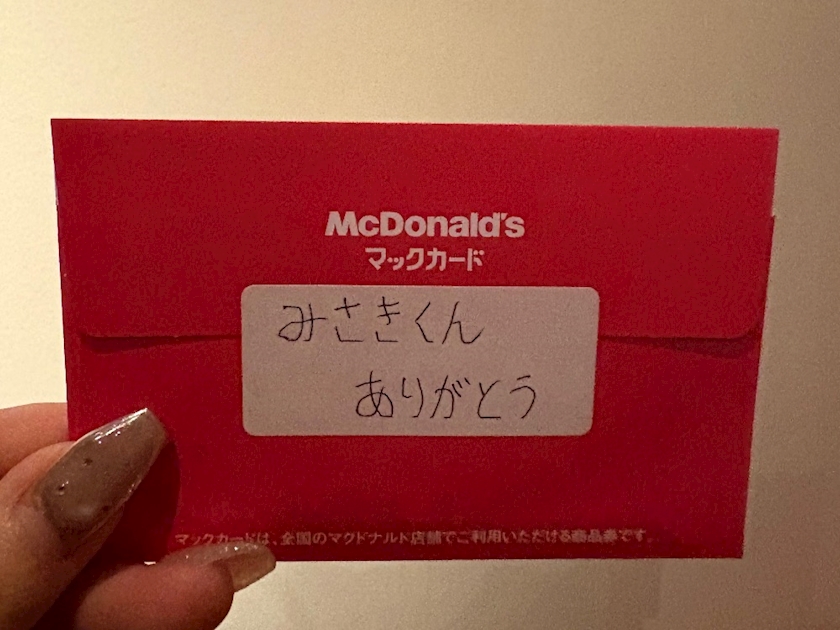 McDonald's
マックカード
みさきくん
ありがとう
マックカードは、全国のマクドナルド店舗でご利用いただける商品券です。